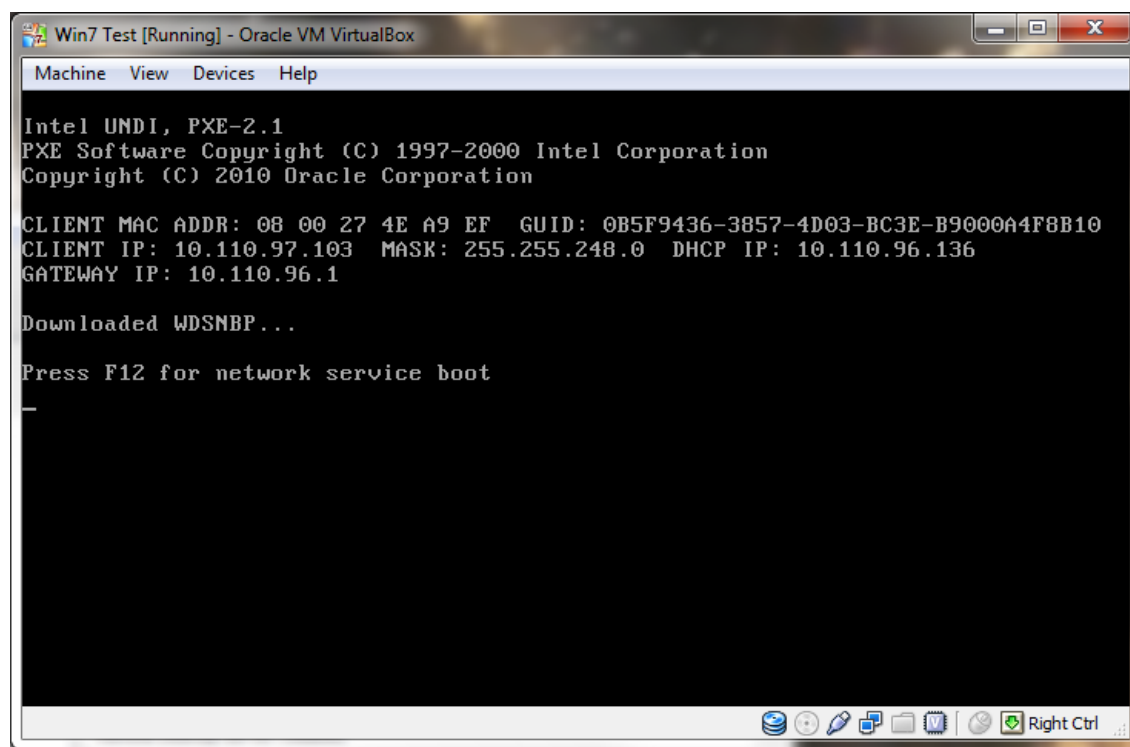 Win7 Test [Running] - Oracle VM VirtualBox
Machine View Devices Help
Intel UNDI, PXE-2.1
PXE Software Copyright (C) 1997-2000 Intel Corporation
Copyright (C) 2010 Oracle Corporation
CLIENT MAC ADDR: 08 00 27 4E A9 EF GUID: 0B5F9436-3857-4D03-BC3E-B9000A4F8B10
CLIENT IP: 10.110.97.103 MASK: 255.255.248.0 DHCP IP: 10.110.96.136
GATEWAY IP: 10.110.96.1
Downloaded WDSNBP...
Press F12 for network service boot
_
Right Ctrl